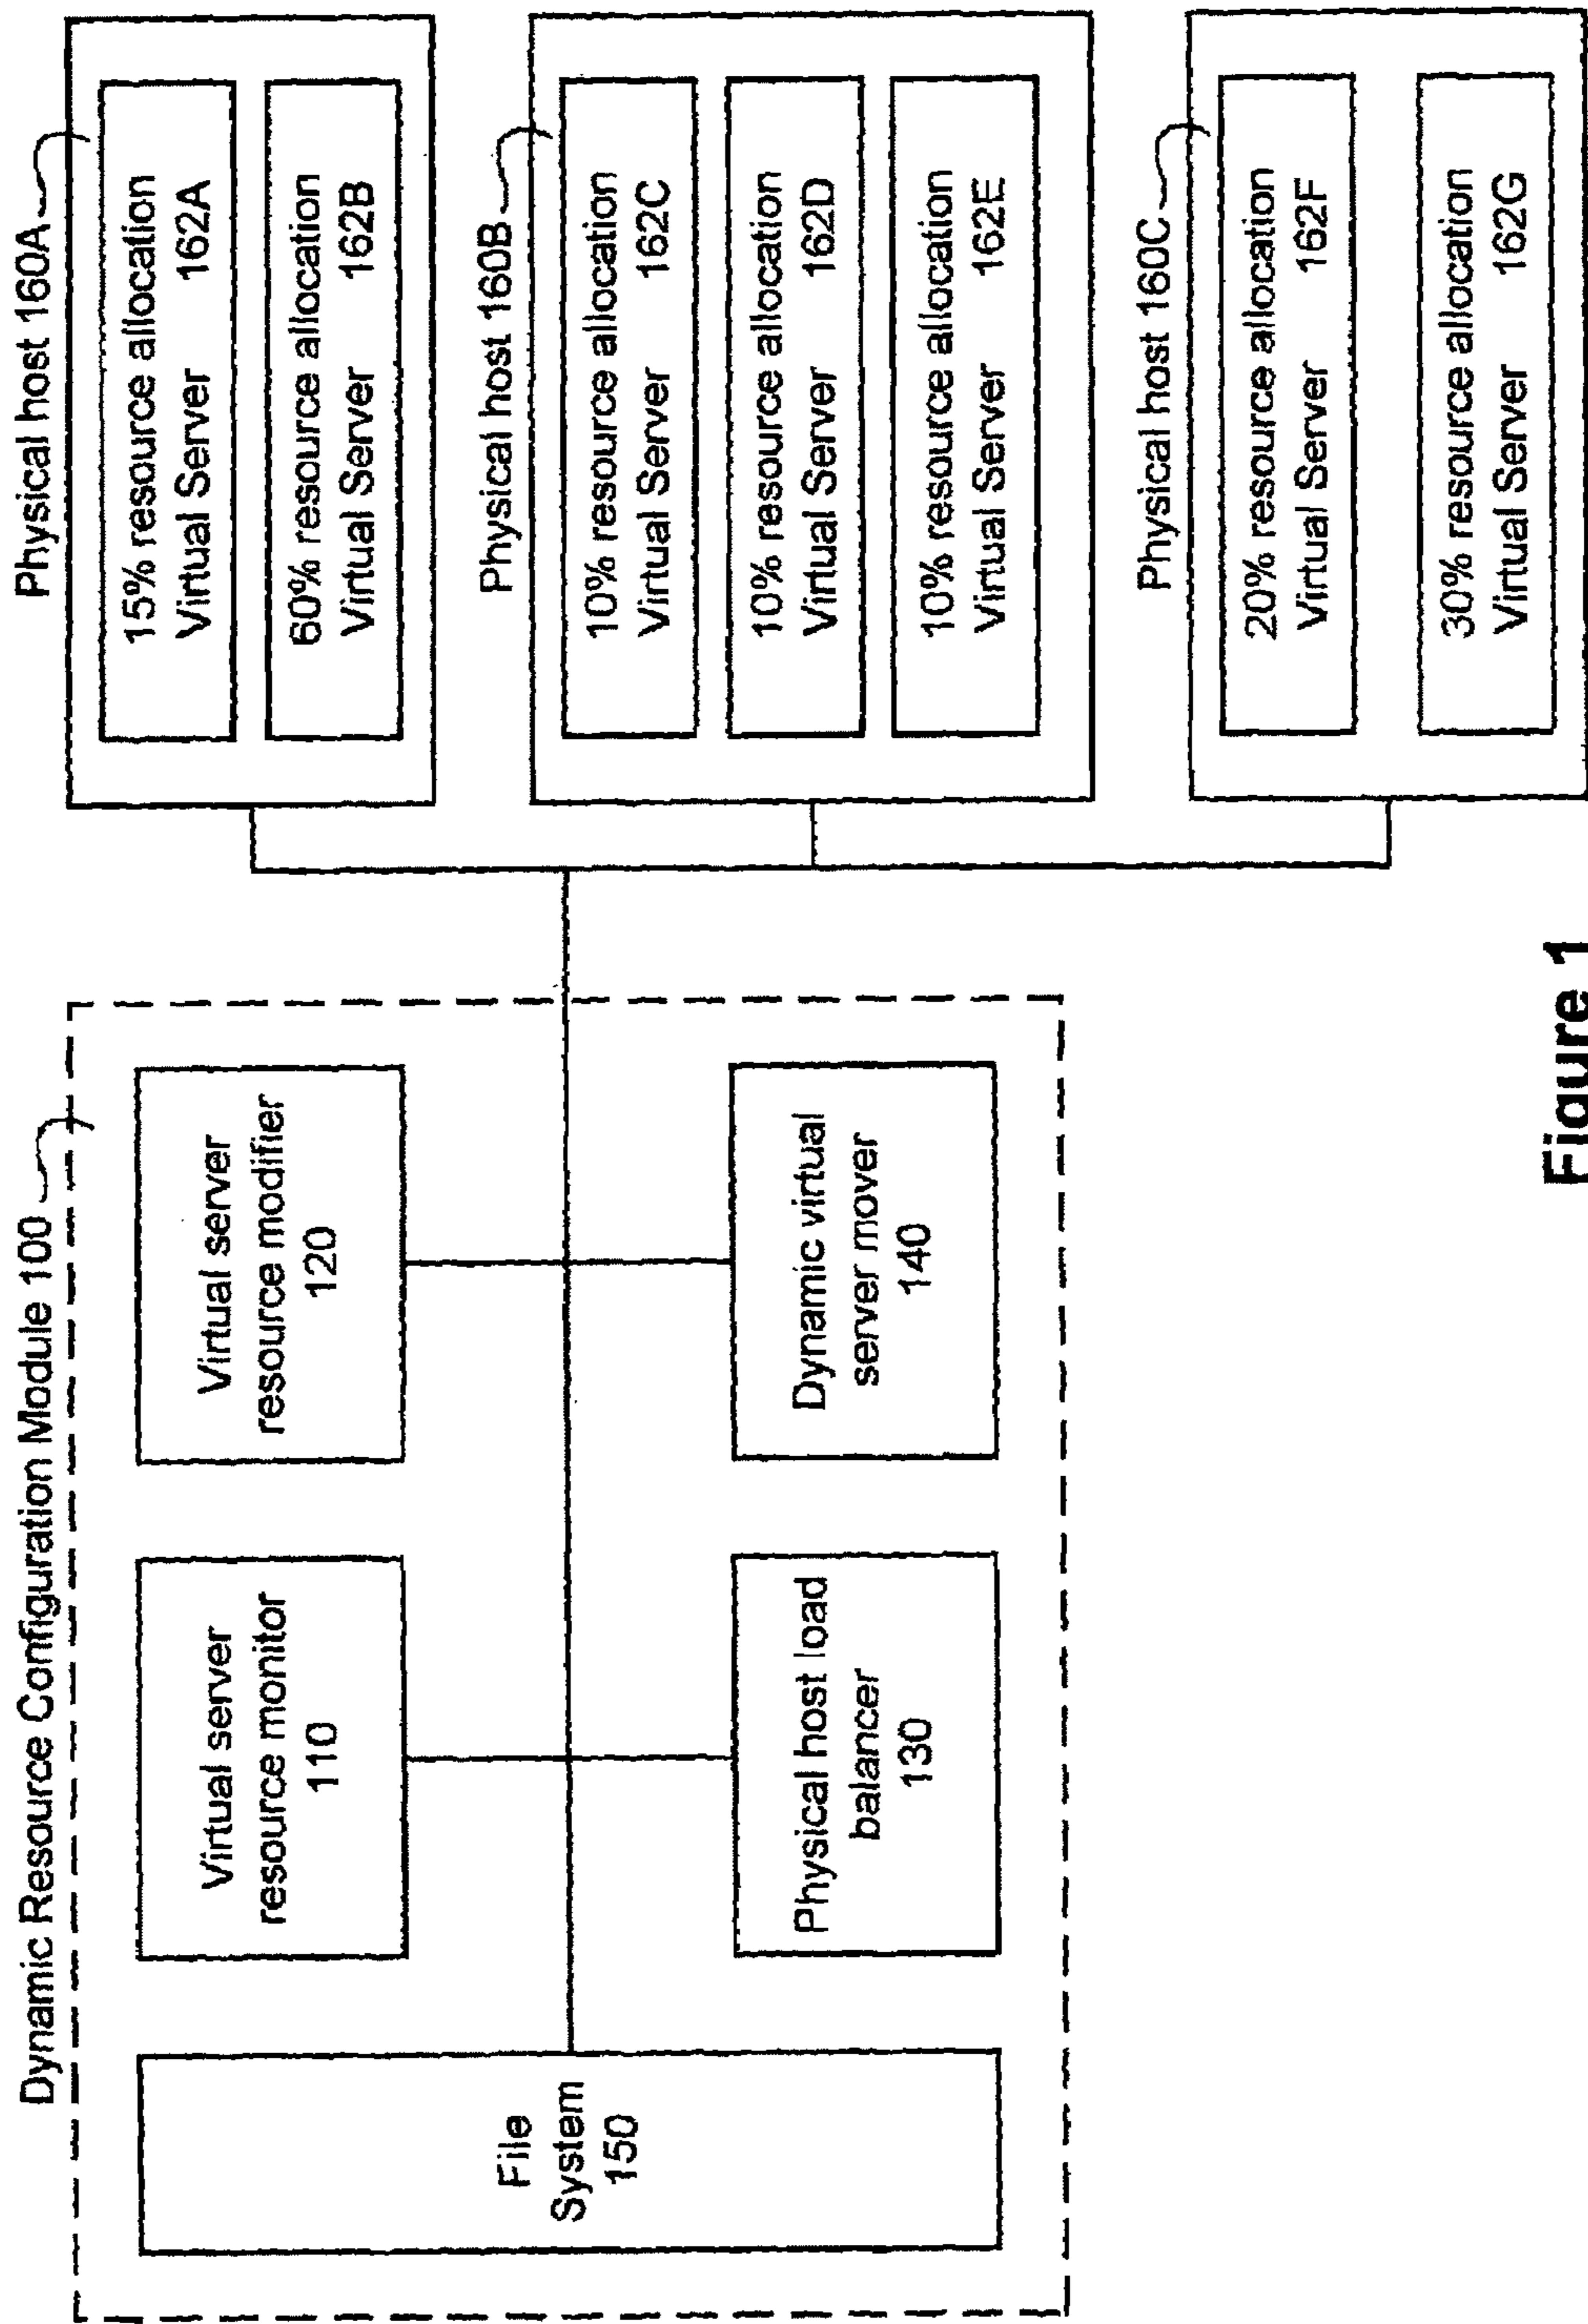 Dynamic Resource Configuration Module 100
File
System
150
Virtual server
resource monitor
110
Virtual server
resource modifier
120
Physical host load
balancer
130
Dynamic virtual
server mover
140
Physical host 160A
15% resource allocation
Virtual Server 162A
60% resource allocation
Virtual Server 162B
Physical host 160B
10% resource allocation
Virtual Server 162C
10% resource allocation
Virtual Server 162D
10% resource allocation
Virtual Server 162E
Physical host 160C
20% resource allocation
Virtual Server 162F
30% resource allocation
Virtual Server 162G
Figure 1